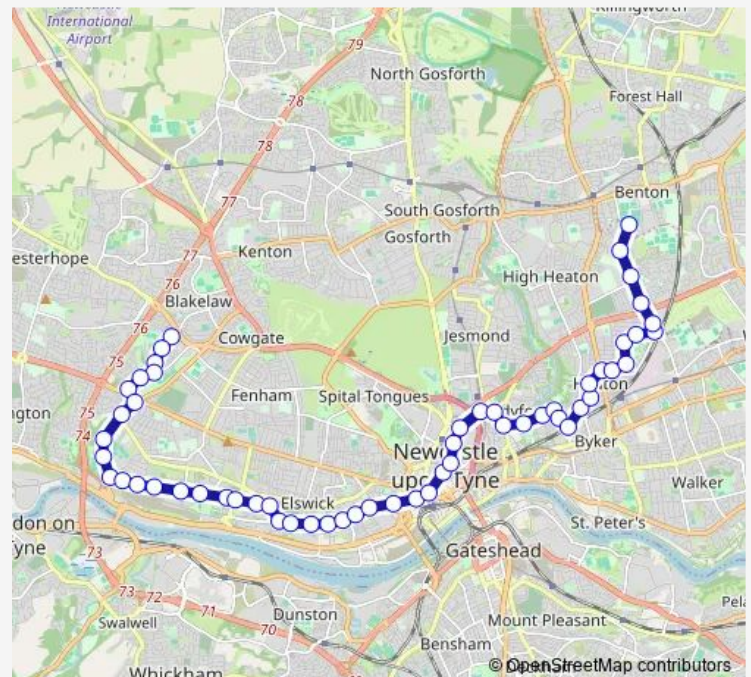 International
Airport
79
North Gosforth
Killingworth
78
Forest Hall
78
77
South Gosforth
Benton
Gosforth
77
Kenton
esterhope
76
High Heaton
Blakelaw
76
Cowgate
Jesmond
75
Fenham
Spital Tongues
ngton
75
74
Newcastle
upon Tyne
Byker
Walker
Elswick
don on
yne
St. Peter's
Gateshead
73
73
72
71
70
Dunston
Swalwell
Mount Pleasant
Pela
Bensham
Whickham
© OpenStreetMap contributors